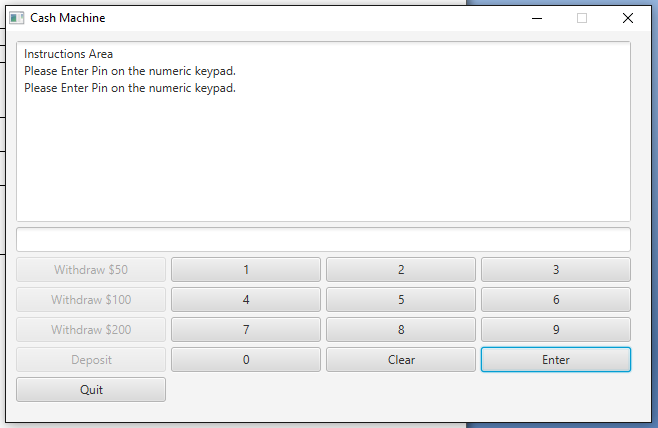 Cash Machine
Instructions Area
Please Enter Pin on the numeric keypad.
Please Enter Pin on the numeric keypad.
Withdraw $50 1 2 3
Withdraw $100 4 5 6
Withdraw $200 7 8 9
Deposit 0 Clear Enter
Quit